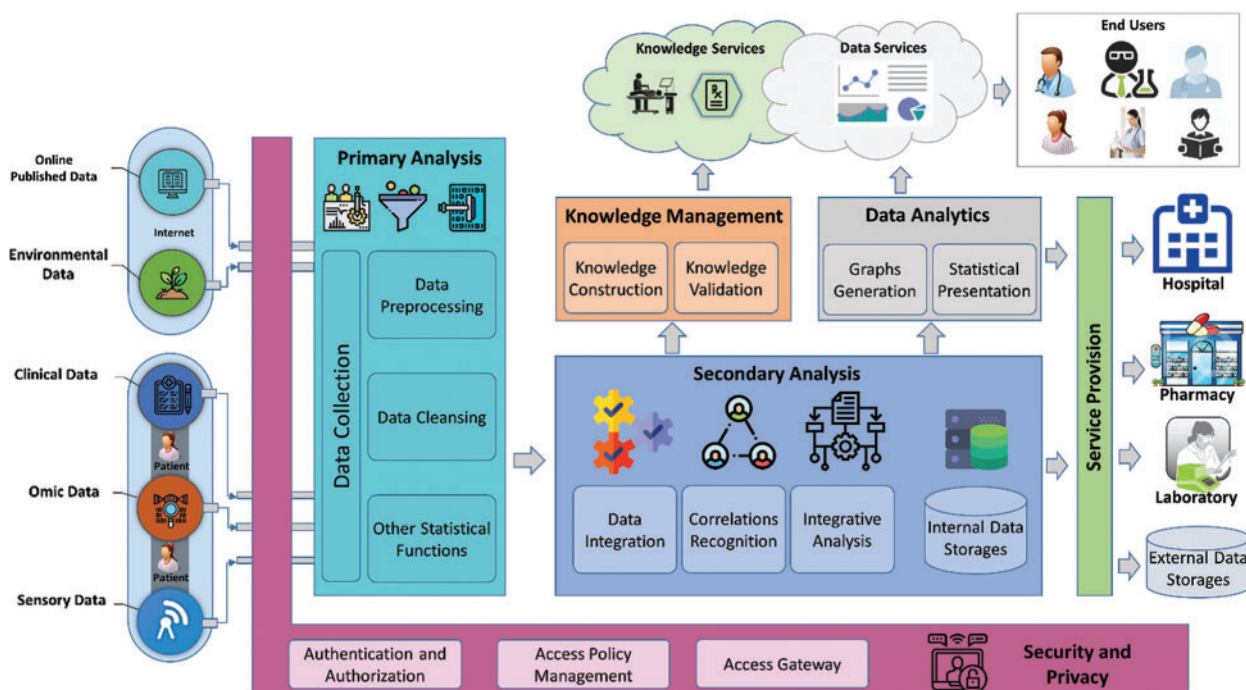 Online
Published Data
Internet
Environmental
Data
Clinical Data
Patient
Omic Data
Patient
Sensory Data
Primary Analysis
Data Collection
Data
Preprocessing
Data Cleansing
Other Statistical
Functions
Knowledge Services
Rx
Data Services
End Users
Knowledge Management
Knowledge
Construction
Knowledge
Validation
Data Analytics
Graphs
Generation
Statistical
Presentation
Secondary Analysis
Data
Integration
Correlations
Recognition
Integrative
Analysis
Internal Data
Storages
Service Provision
Hospital
Pharmacy
Laboratory
External Data
Storages
Authentication and
Authorization
Access Policy
Management
Access Gateway
Security and
Privacy